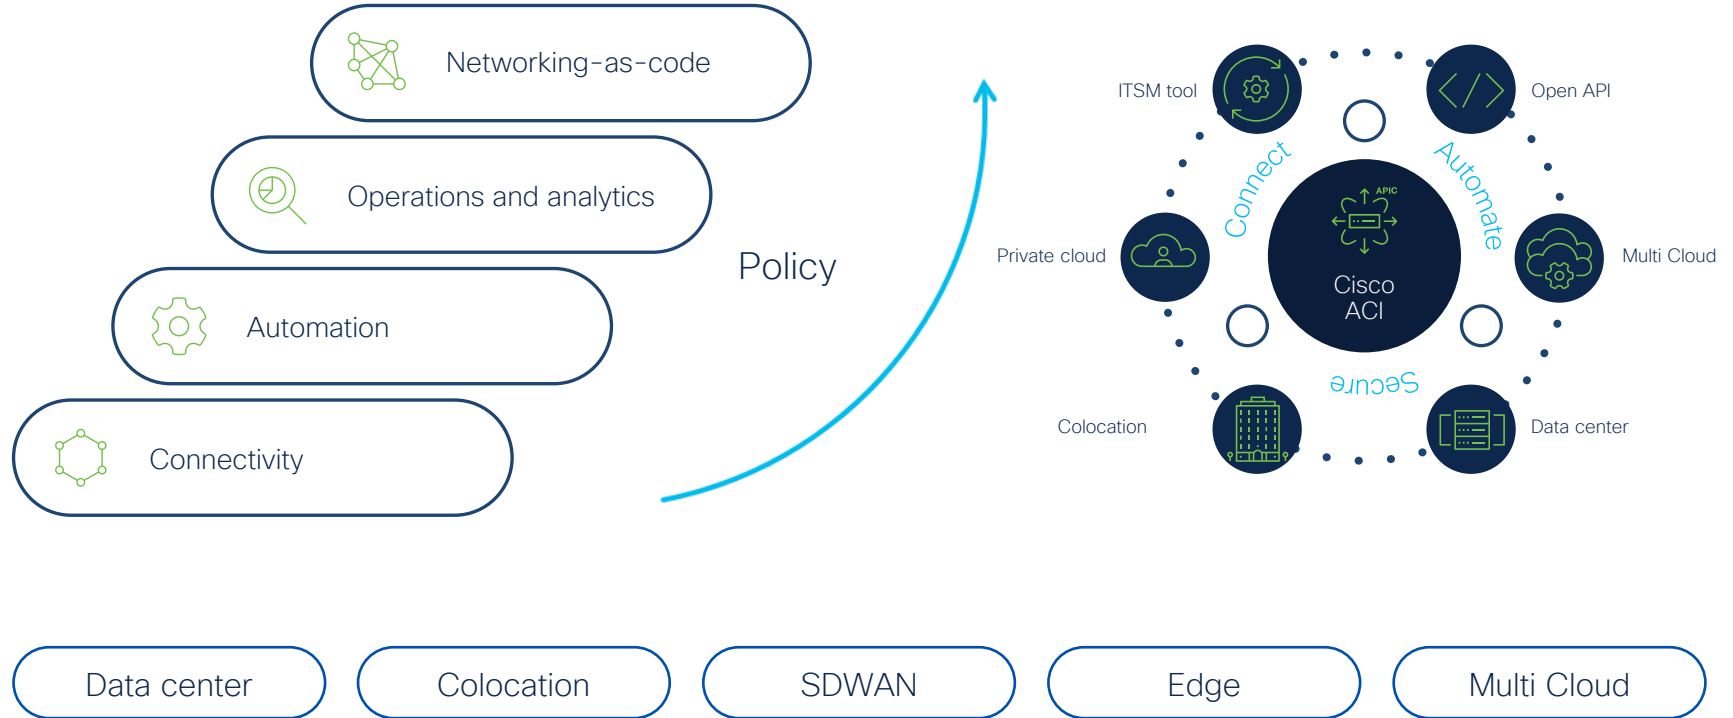 Networking-as-code
Operations and analytics
Automation
Connectivity
Policy
ITSM tool
Open API
Connect
Automate
APIC
Private cloud
Multi Cloud
Cisco
ACI
Secure
Colocation
Data center
Data center
Colocation
SDWAN
Edge
Multi Cloud